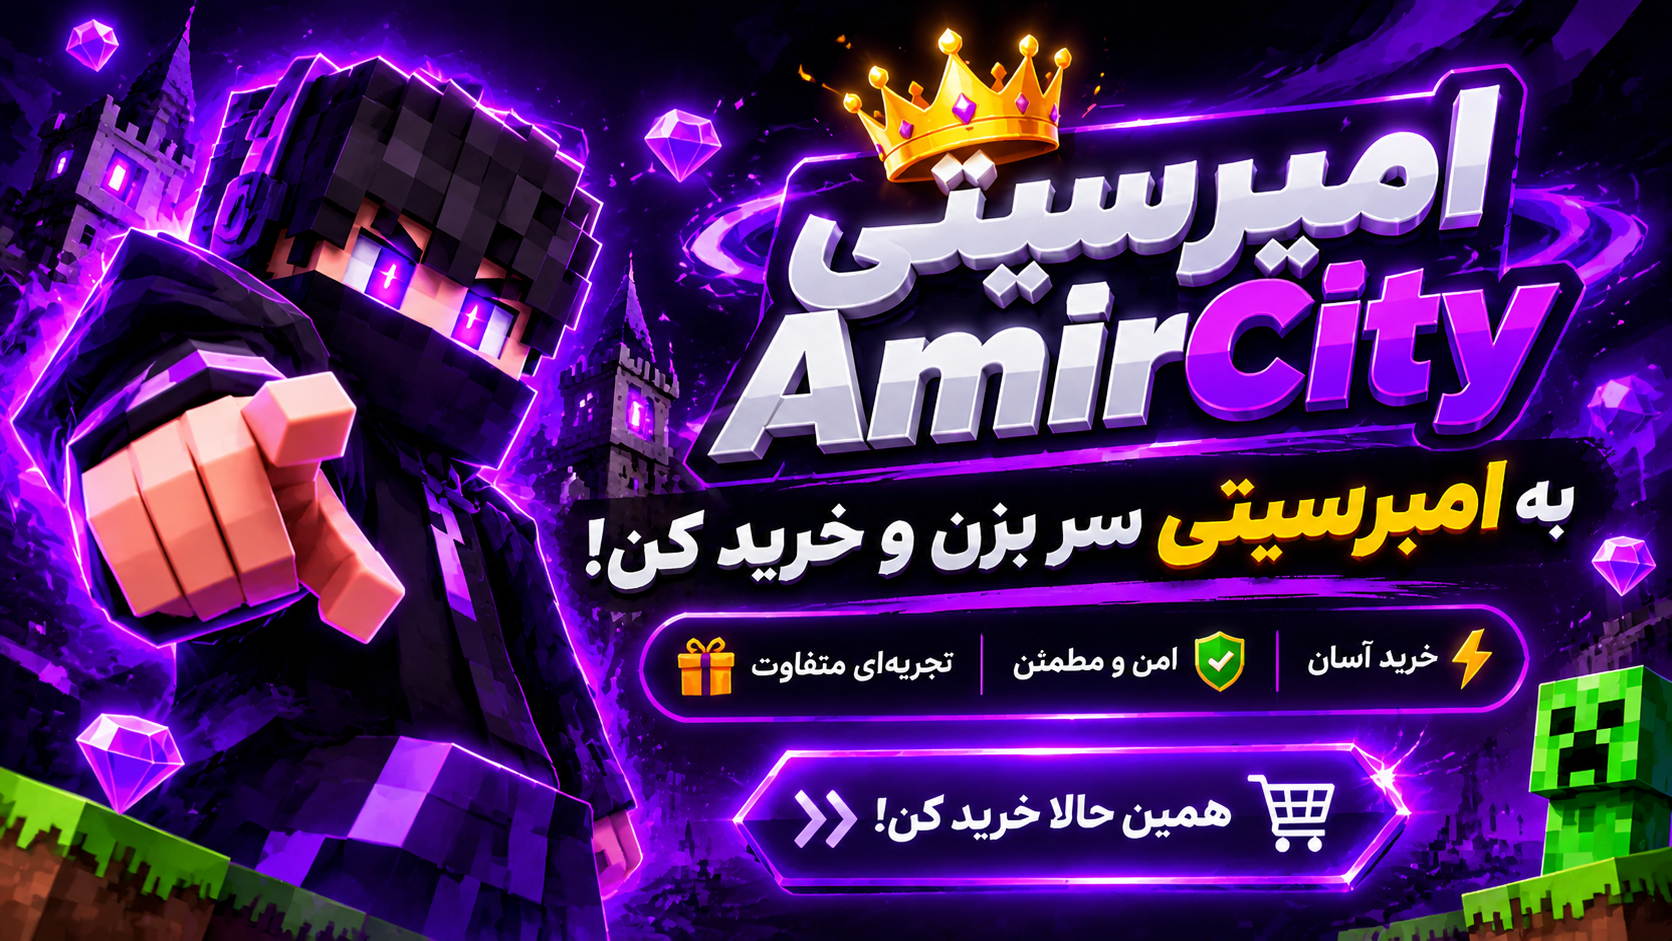 امیرسیتی
AmirCity
به امبرسیتی سر بزن و خرید کن!
خرید آسان
امن و مطمئن
تجربه‌ای متفاوت
همین حالا خرید کن!